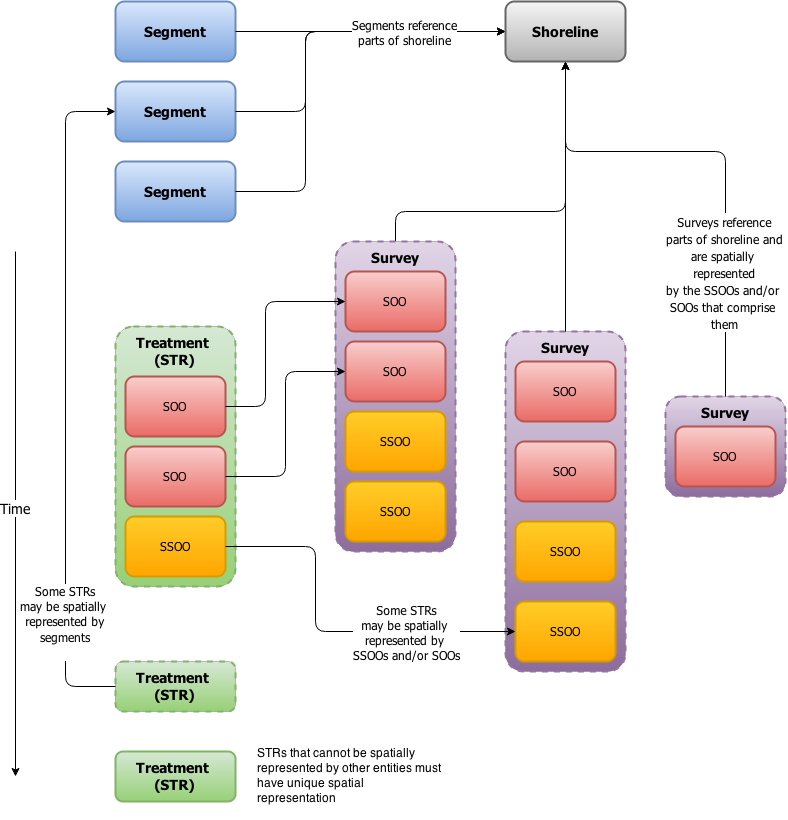 Segment
Segments reference
parts of shoreline
Shoreline
Segment
Segment
Surveys reference
parts of shoreline and
are spatially
represented
by the SSOOs and/or
SOOs that comprise
them
Survey
SOO
SOO
SSOO
SSOO
Treatment
(STR)
SOO
SOO
SSOO
Survey
SOO
SOO
SSOO
SSOO
Survey
SOO
Time
Some STRs
may be spatially
represented by
segments
Some STRs
may be spatially
represented by
SSOOs and/or SOOs
Treatment
(STR)
Treatment
(STR)
STRs that cannot be spatially
represented by other entities must
have unique spatial
representation